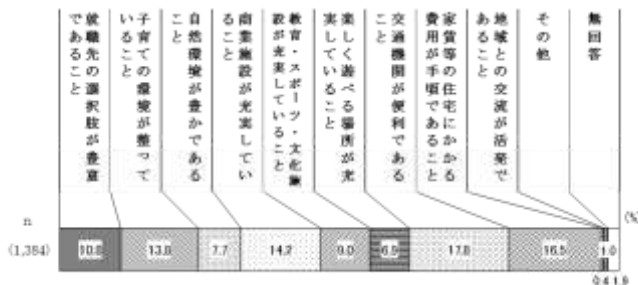 就職先の選択肢が豊富
であること
子育ての環境が整って
いること
自然環境が豊かである
こと
商業施設が充実してい
ること
教育・スポーツ・文化施
設が充実していること
楽しく遊べる場所が充
実していること
交通機関が便利である
こと
家賃等の住宅にかかる
費用が手頃であること
地域との交流が活発で
あること
その他
無回答
n
(%)
(1,384)
10.8
13.8
7.7
14.2
9.0
6.9
17.8
16.5
1.0
0.4
1.9